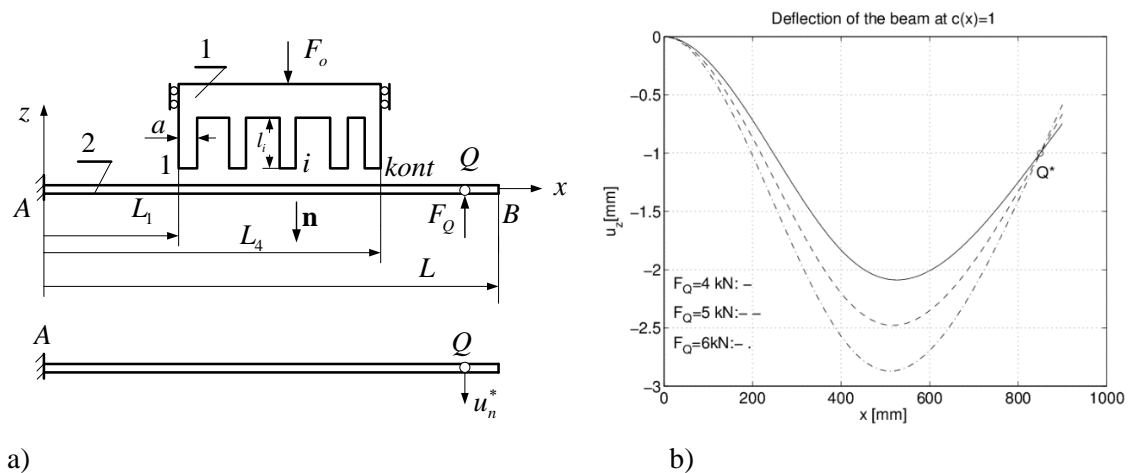 1
F_o
z
a
l_i
2
1
i
kont
Q
x
A
L_1
n
F_Q
B
L_4
L
A
Q
u_n^*
a)
Deflection of the beam at c(x)=1
0
−0.5
−1
−1.5
−2
−2.5
−3
u_z[mm]
Q*
F_Q=4 kN: −
F_Q=5 kN:−−
F_Q=6kN:− .
0 200 400 600 800 1000
x [mm]
b)